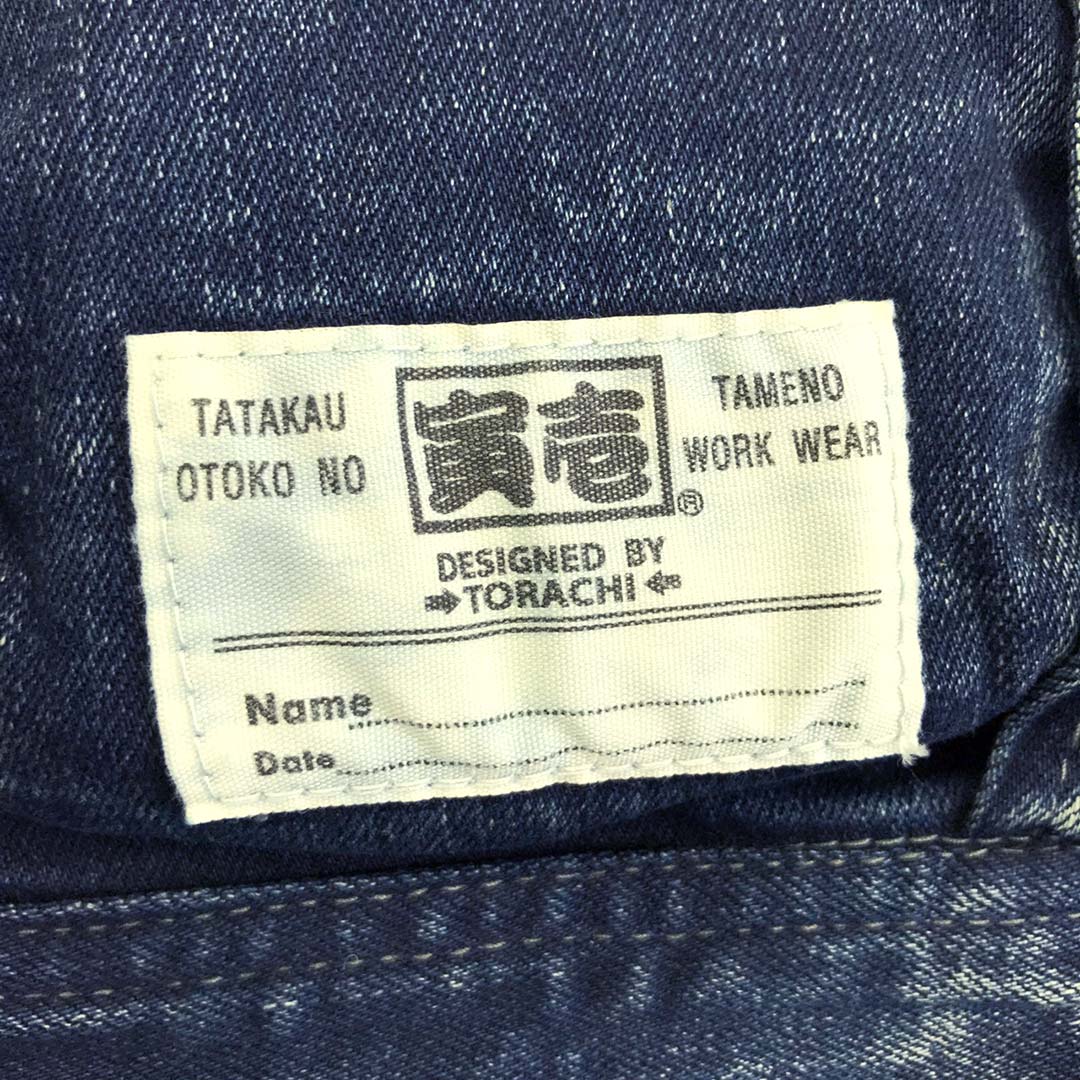 TATAKAU
OTOKO NO
寅壱
®
TAMENO
WORK WEAR
DESIGNED BY
→TORACHI←
Name
Date